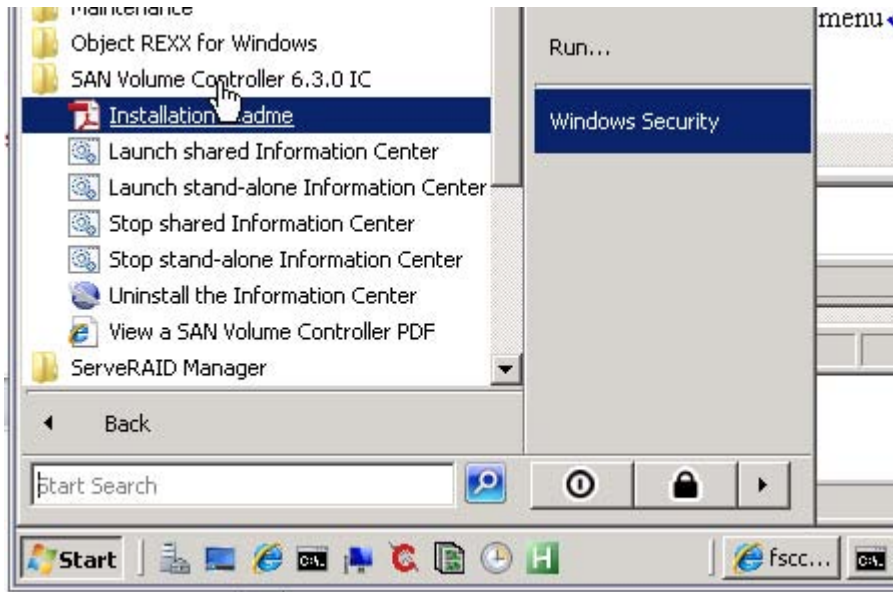 Maintenance
menu
Object REXX for Windows
Run...
SAN Volume Controller 6.3.0 IC
Installation
Windows Security
Launch shared Information Center
Launch stand-alone Information Center
Stop shared Information Center
Stop stand-alone Information Center
Uninstall the Information Center
View a SAN Volume Controller PDF
ServeRAID Manager
Back
Start Search
Start
fscc...